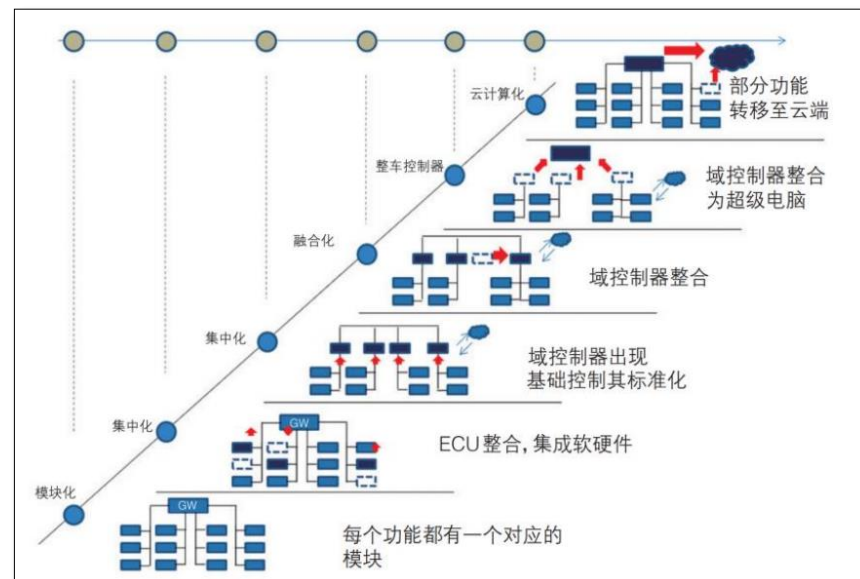 云计算化
部分功能
转移至云端
整车控制器
域控制器整合
为超级电脑
融合化
域控制器整合
集中化
域控制器出现
基础控制其标准化
集中化
GW
ECU整合,集成软硬件
模块化
GW
每个功能都有一个对应的
模块